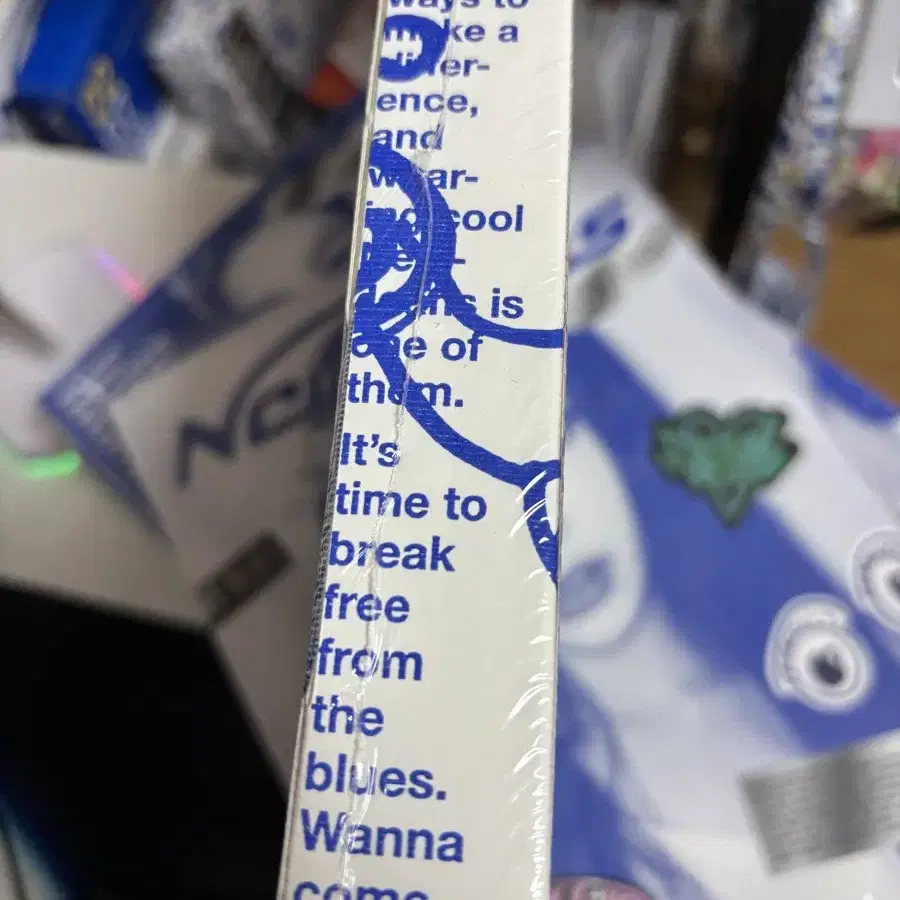 ways to
make a
differ-
ence,
and
wear-
ing cool
is
one of
them.
It's
time to
break
free
from
the
blues.
Wanna
come